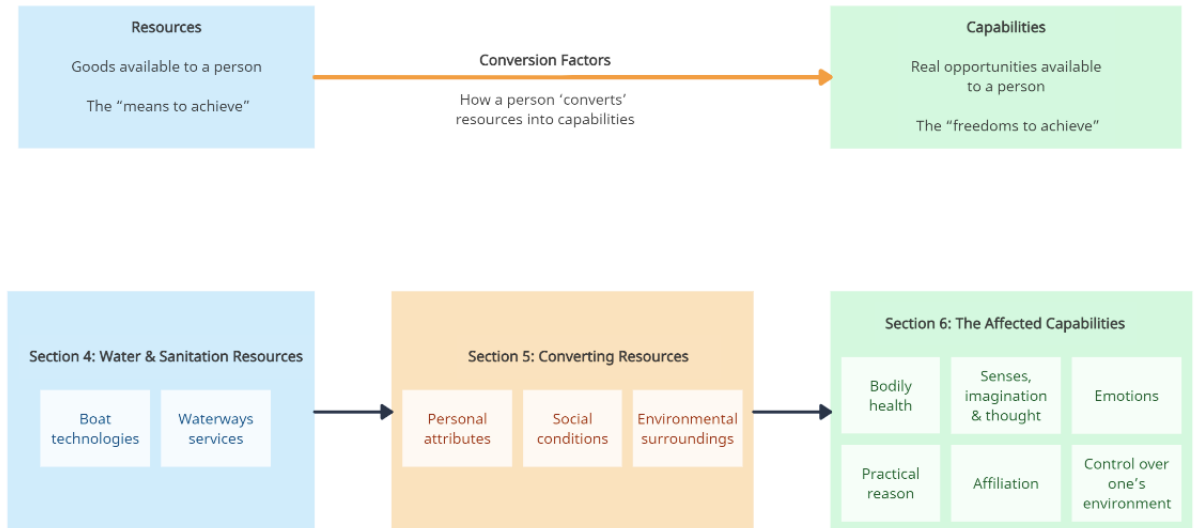 Resources
Goods available to a person
The “means to achieve”
Conversion Factors
How a person ‘converts’
resources into capabilities
Capabilities
Real opportunities available
to a person
The “freedoms to achieve”
Section 4: Water & Sanitation Resources
Boat
technologies
Waterways
services
Section 5: Converting Resources
Personal
attributes
Social
conditions
Environmental
surroundings
Section 6: The Affected Capabilities
Bodily
health
Senses,
imagination
& thought
Emotions
Practical
reason
Affiliation
Control over
one’s
environment